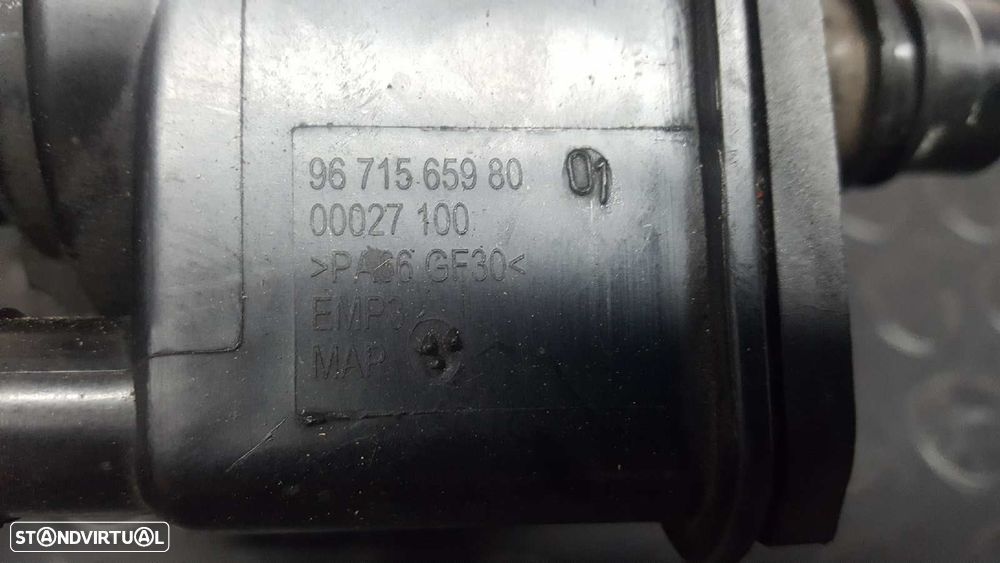 96 715 659 80 01
00027 100
>PA66 GF30<
EMP3
MAP
STANDVIRTUAL